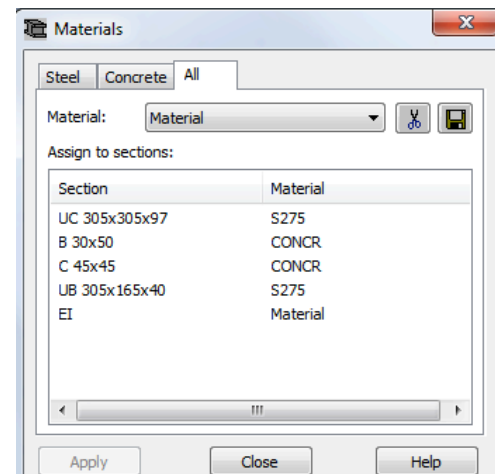 Materials
Steel Concrete All
Material: Material
Assign to sections:
Section Material
UC 305x305x97 S275
B 30x50 CONCR
C 45x45 CONCR
UB 305x165x40 S275
EI Material
Apply Close Help